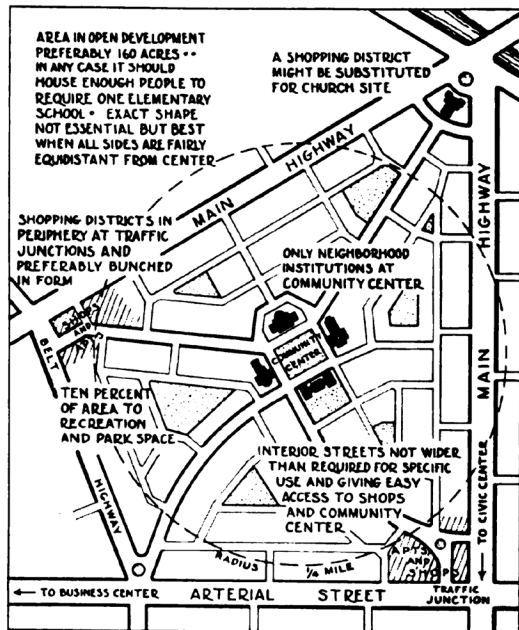 AREA IN OPEN DEVELOPMENT
PREFERABLY 160 ACRES ··
IN ANY CASE IT SHOULD
HOUSE ENOUGH PEOPLE TO
REQUIRE ONE ELEMENTARY
SCHOOL · EXACT SHAPE
NOT ESSENTIAL BUT BEST
WHEN ALL SIDES ARE FAIRLY
EQUIDISTANT FROM CENTER
A SHOPPING DISTRICT
MIGHT BE SUBSTITUTED
FOR CHURCH SITE
MAIN HIGHWAY
HIGHWAY
MAIN
SHOPPING DISTRICTS IN
PERIPHERY AT TRAFFIC
JUNCTIONS AND
PREFERABLY BUNCHED
IN FORM
ONLY NEIGHBORHOOD
INSTITUTIONS AT
COMMUNITY CENTER
SHOPS
AND
APTS
BELT
HIGHWAY
COMMUNITY
CENTER
TEN PERCENT
OF AREA TO
RECREATION
AND PARK SPACE
INTERIOR STREETS NOT WIDER
THAN REQUIRED FOR SPECIFIC
USE AND GIVING EASY
ACCESS TO SHOPS
AND COMMUNITY
CENTER
→ TO CIVIC CENTER
RADIUS
1/4 MILE
APTS.
AND
SHOPS
TRAFFIC
JUNCTION
← TO BUSINESS CENTER
ARTERIAL STREET